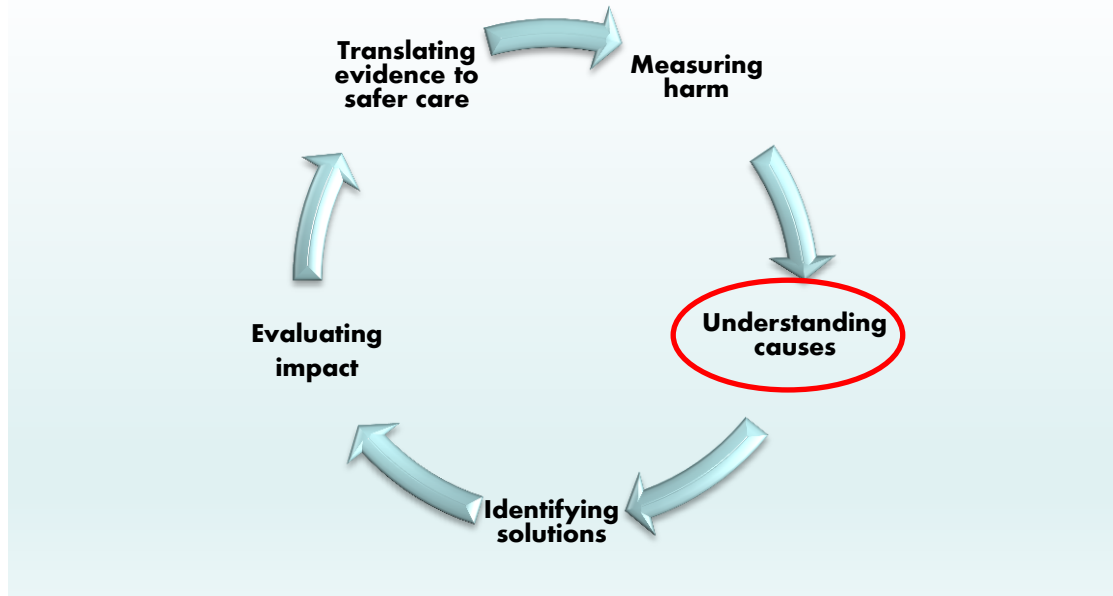 Translating
evidence to
safer care
Measuring
harm
Understanding
causes
Identifying
solutions
Evaluating
impact